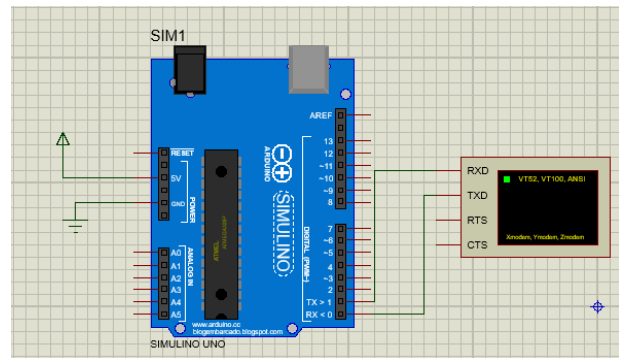 SIM1
AREF
RESET
5V
GND
POWER
13
12
~11
~10
~9
8
ARDUINO
SIMULINO
ATMEL
DIGITAL (PWM~)
7
~6
~5
4
~3
2
TX > 1
RX < 0
ANALOG IN
A0
A1
A2
A3
A4
A5
www.arduino.cc
blogembarcado.blogspot.com
SIMULINO UNO
RXD
TXD
RTS
CTS
VT52, VT100, ANSI
Xmodem, Ymodem, Zmodem